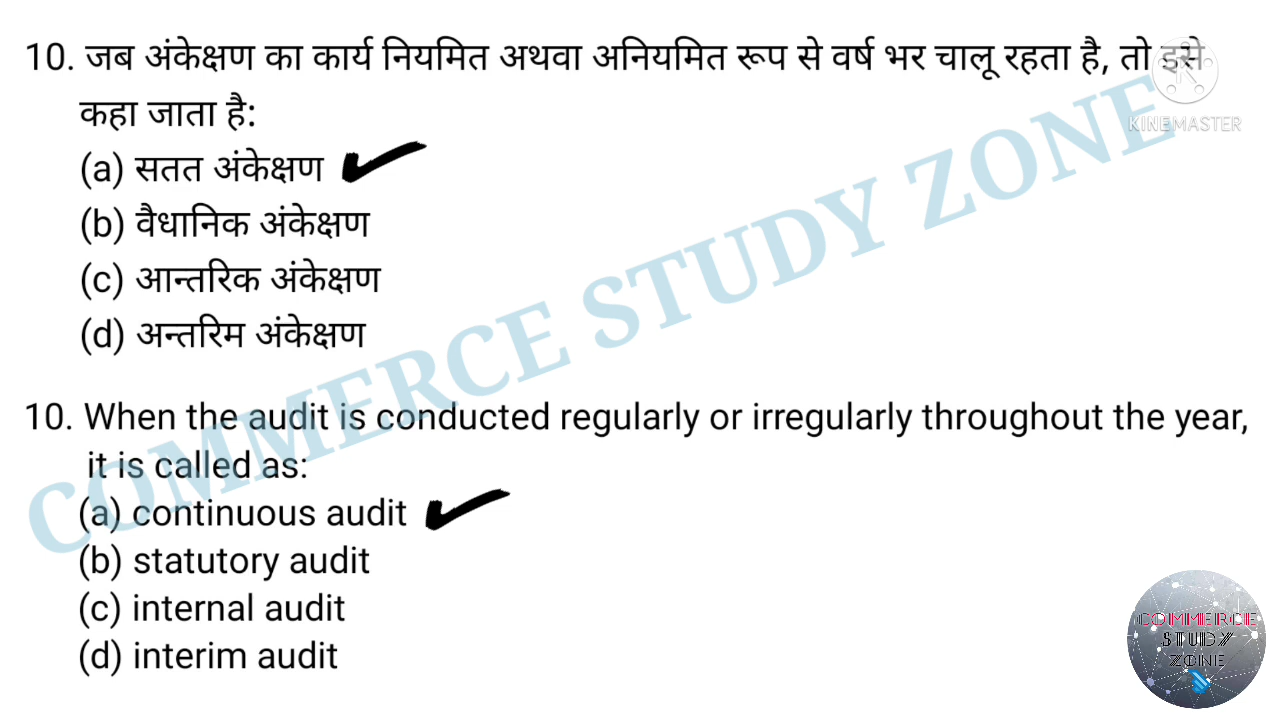 10. जब अंकेक्षण का कार्य नियमित अथवा अनियमित रूप से वर्ष भर चालू रहता है, तो इसे
कहा जाता है:
(a) सतत अंकेक्षण
(b) वैधानिक अंकेक्षण
(c) आन्तरिक अंकेक्षण
(d) अन्तरिम अंकेक्षण
10. When the audit is conducted regularly or irregularly throughout the year,
it is called as:
(a) continuous audit
(b) statutory audit
(c) internal audit
(d) interim audit
COMMERCE STUDY ZONE
KINEMASTER
COMMERCE
STUDY
ZONE